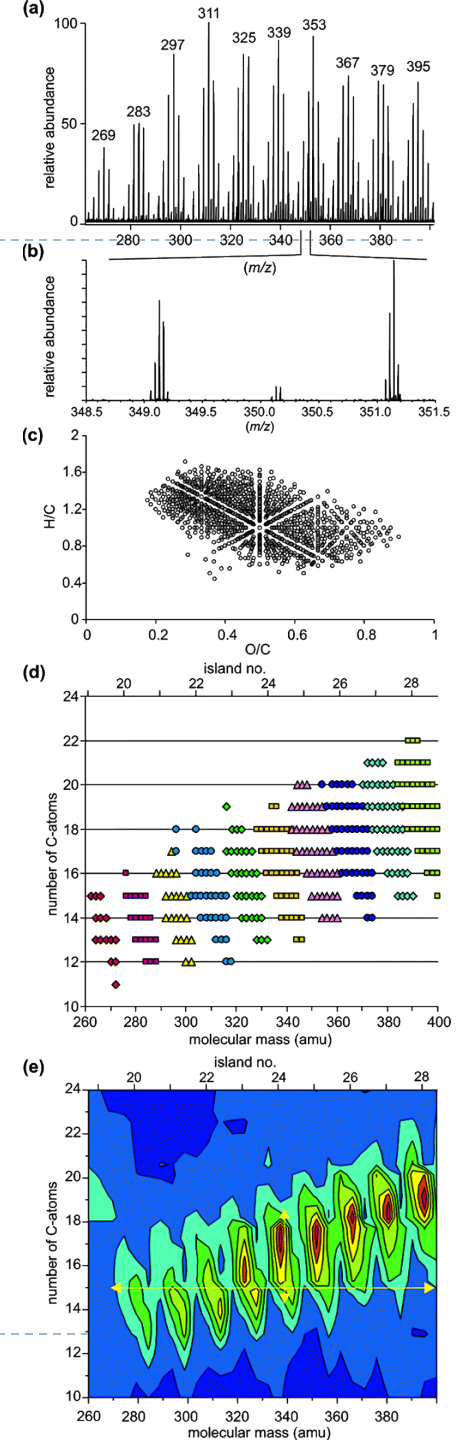 (a)
311
353
339
297
325
367
379
395
283
269
100
50
0
relative abundance
280 300 320 340 360 380
(m/z)
(b)
relative abundance
348.5 349.0 349.5 350.0 350.5 351.0 351.5
(m/z)
(c)
2
1.6
1.2
0.8
0.4
0
H/C
0 0.2 0.4 0.6 0.8 1
O/C
(d)
island no.
20 22 24 26 28
24
22
20
18
16
14
12
10
number of C-atoms
260 280 300 320 340 360 380 400
molecular mass (amu)
(e)
island no.
20 22 24 26 28
24
22
20
18
16
14
12
10
number of C-atoms
260 280 300 320 340 360 380
molecular mass (amu)